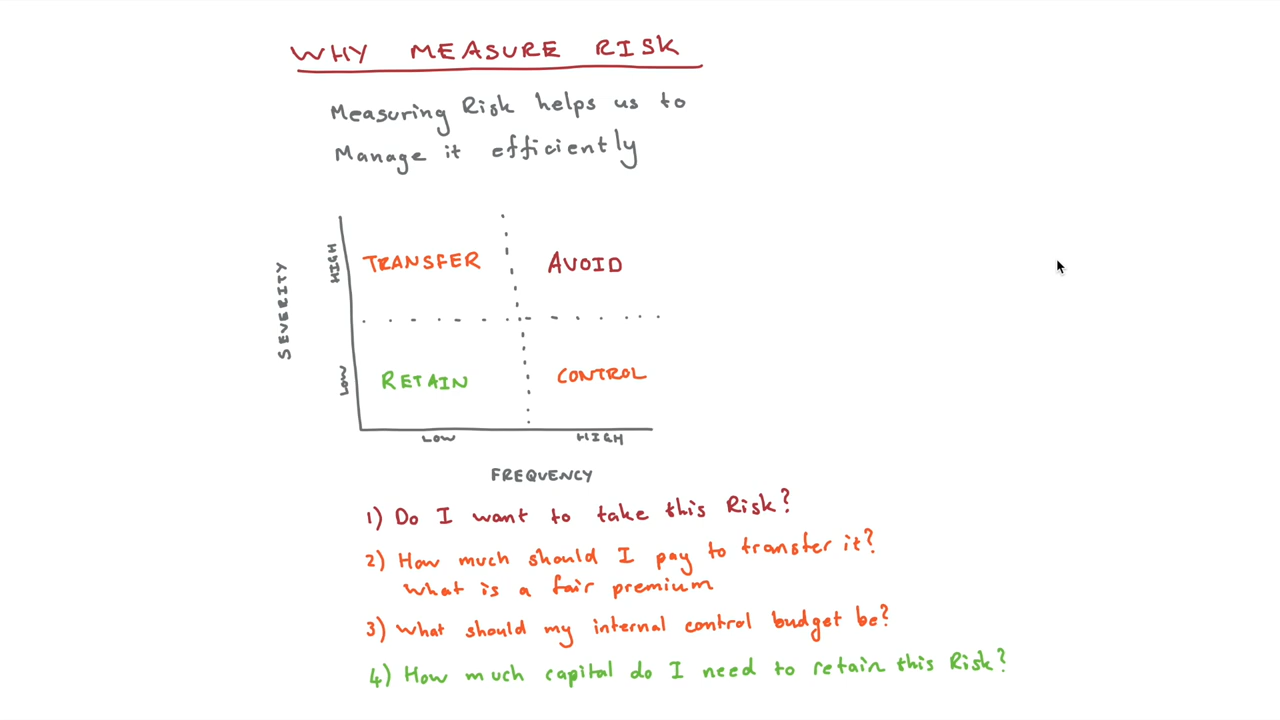 WHY MEASURE RISK
Measuring Risk helps us to
Manage it efficiently
SEVERITY
HIGH
TRANSFER
AVOID
LOW
RETAIN
CONTROL
LOW
HIGH
FREQUENCY
1) Do I want to take this Risk?
2) How much should I pay to transfer it?
What is a fair premium
3) What should my internal control budget be?
4) How much capital do I need to retain this Risk?